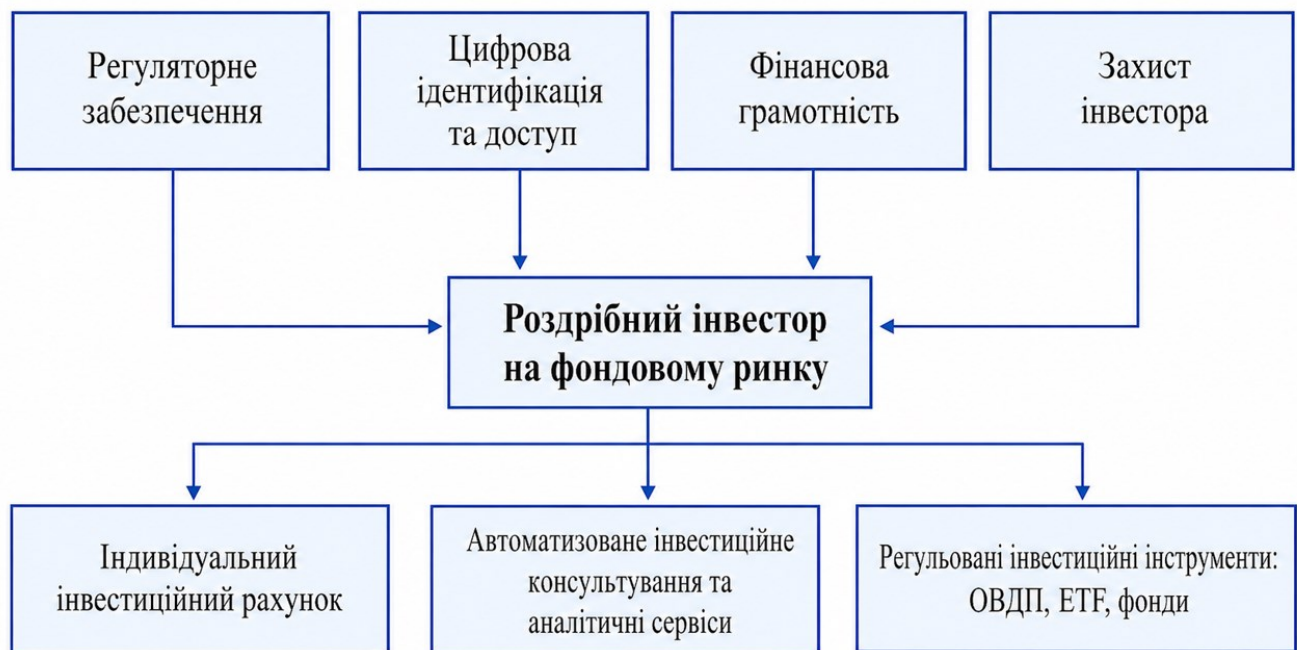 Регуляторне
забезпечення
Цифрова
ідентифікація
та доступ
Фінансова
грамотність
Захист
інвестора
Роздрібний інвестор
на фондовому ринку
Індивідуальний
інвестиційний рахунок
Автоматизоване інвестиційне
консультування та
аналітичні сервіси
Регульовані інвестиційні інструменти:
ОВДП, ETF, фонди